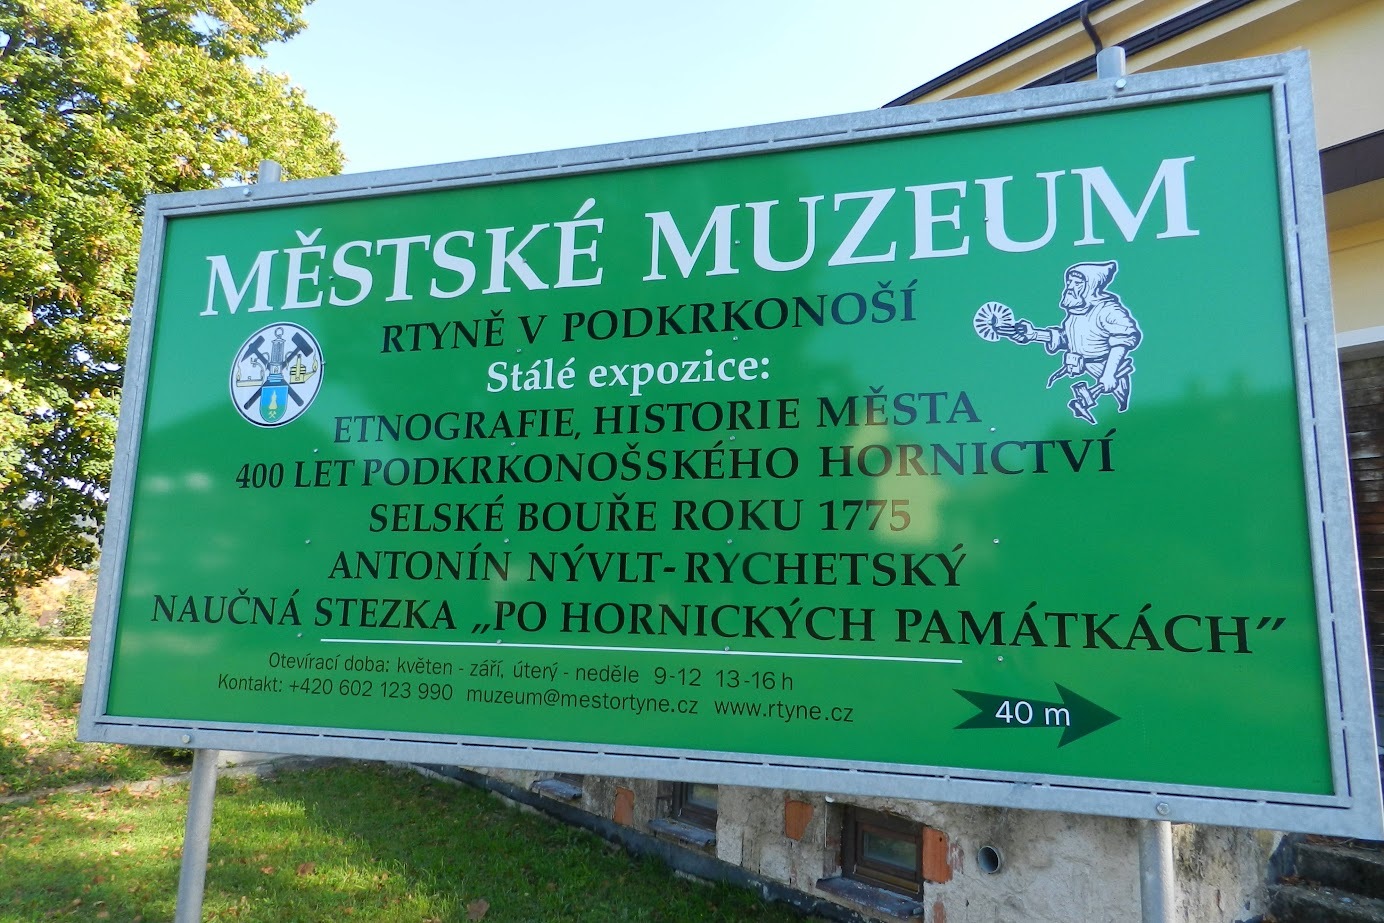 MĚSTSKÉ MUZEUM
RTYNĚ V PODKRKONOŠÍ
Stálé expozice:
ETNOGRAFIE, HISTORIE MĚSTA
400 LET PODKRKONOŠSKÉHO HORNICTVÍ
SELSKÉ BOUŘE ROKU 1775
ANTONÍN NÝVLT-RYCHETSKÝ
NAUČNÁ STEZKA „PO HORNICKÝCH PAMÁTKÁCH”
Otevírací doba: květen - září, úterý - neděle 9-12 13-16 h
Kontakt: +420 602 123 990 muzeum@mestortyne.cz www.rtyne.cz
40 m